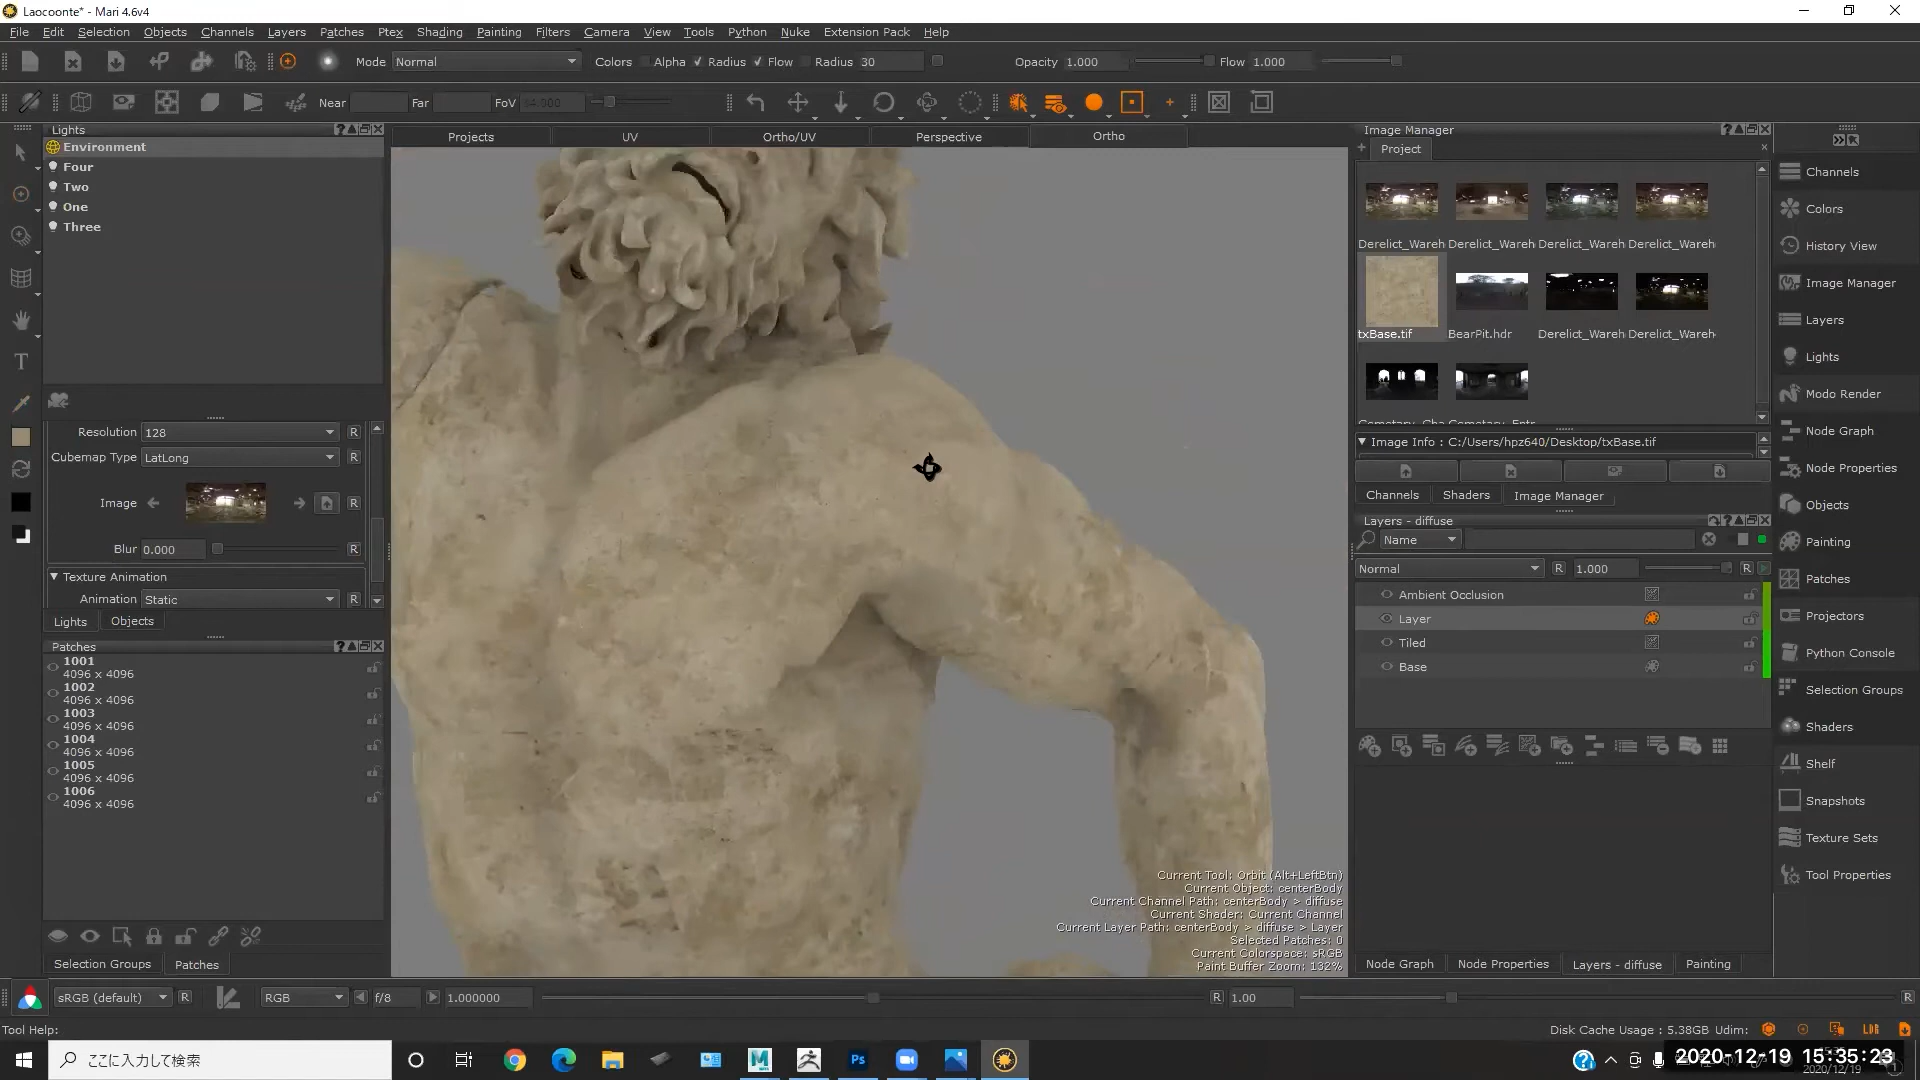 Laocoonte* - Mari 4.6v4
File Edit Selection Objects Channels Layers Patches Ptex Shading Painting Filters Camera View Tools Python Nuke Extension Pack Help
Mode Normal Colors Alpha Radius Flow Radius 30 Opacity 1.000 Flow 1.000
Near Far FoV
Lights
Environment
Four
Two
One
Three
Resolution 128 R
Cubemap Type LatLong R
Image R
Blur 0.000 R
Texture Animation
Animation Static R
Lights Objects
Patches
1001
4096 x 4096
1002
4096 x 4096
1003
4096 x 4096
1004
4096 x 4096
1005
4096 x 4096
1006
4096 x 4096
Selection Groups Patches
Projects UV Ortho/UV Perspective Ortho
Current Tool: Orbit (Alt+LeftBtn)
Current Object: centerBody
Current Channel Path: centerBody > diffuse
Current Shader: Current Channel
Current Layer Path: centerBody > diffuse > Layer
Selected Patches: 0
Current Colorspace: sRGB
Paint Buffer Zoom: 132%
Image Manager
Project
Derelict_Wareh Derelict_Wareh Derelict_Wareh Derelict_Wareh
txBase.tif BearPit.hdr Derelict_Wareh Derelict_Wareh
Image Info : C:/Users/hpz640/Desktop/txBase.tif
Channels Shaders Image Manager
Layers - diffuse
Name
Normal R 1.000 R
Ambient Occlusion
Layer
Tiled
Base
Node Graph Node Properties Layers - diffuse Painting
Channels
Colors
History View
Image Manager
Layers
Lights
Modo Render
Node Graph
Node Properties
Objects
Painting
Patches
Projectors
Python Console
Selection Groups
Shaders
Shelf
Snapshots
Texture Sets
Tool Properties
sRGB (default) R RGB f/8 1.000000 R 1.00 R
Tool Help:
Disk Cache Usage : 5.38GB Udim: LDR
ここに入力して検索
2020-12-19 15:35:23
2020/12/19